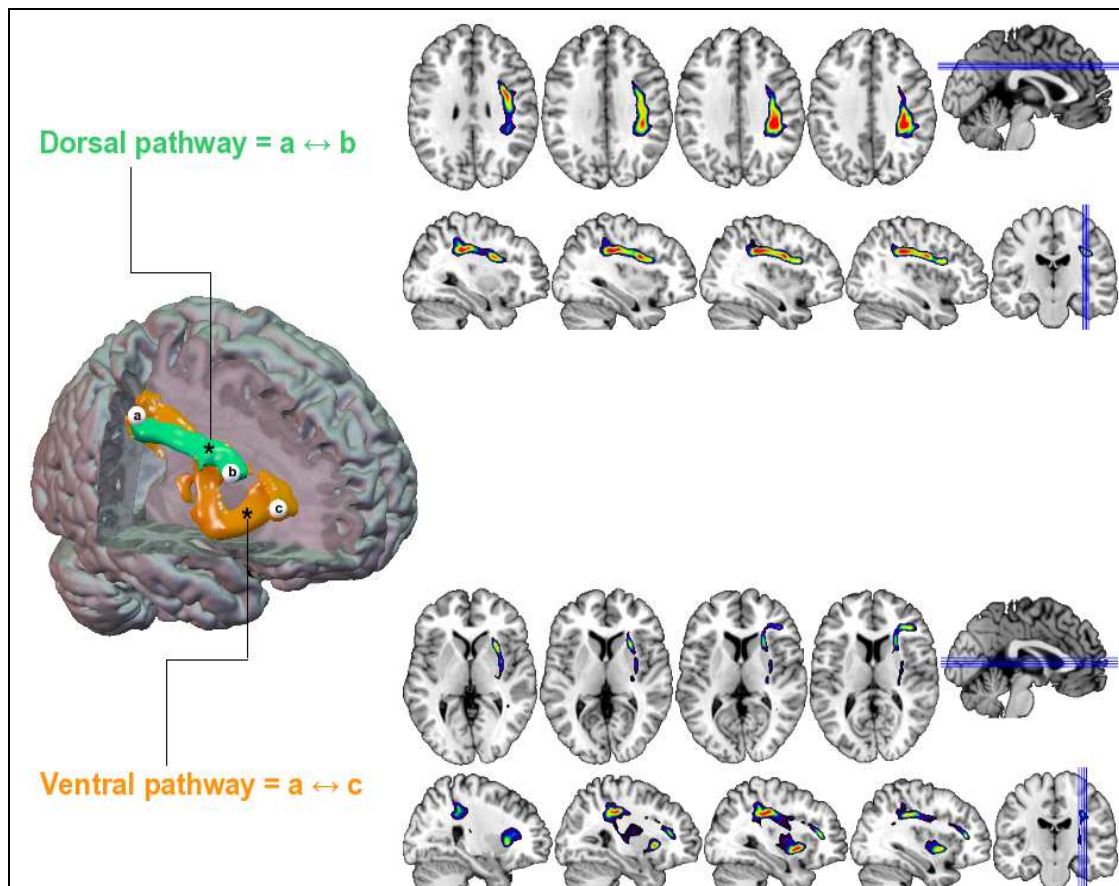 Dorsal pathway = a ↔ b
a
*
b
c
*
Ventral pathway = a ↔ c